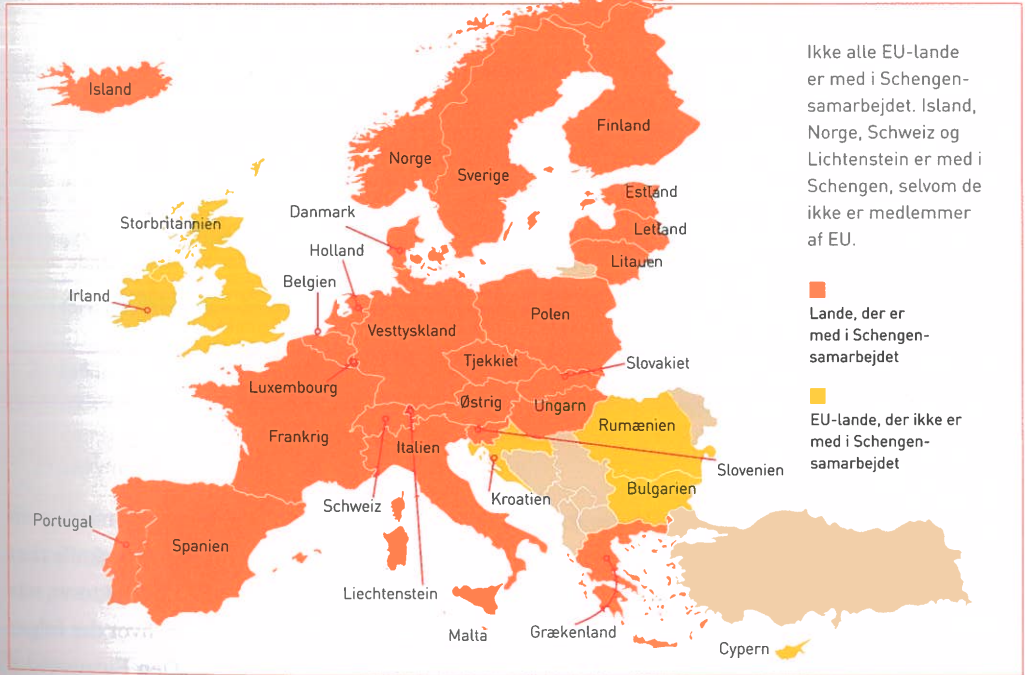 Ikke alle EU-lande
er med i Schengen-
samarbejdet. Island,
Norge, Schweiz og
Lichtenstein er med i
Schengen, selvom de
ikke er medlemmer
af EU.
Lande, der er
med i Schengen-
samarbejdet
EU-lande, der ikke er
med i Schengen-
samarbejdet
Island
Finland
Norge
Sverige
Estland
Danmark
Storbritannien
Letland
Holland
Litauen
Belgien
Irland
Polen
Vesttyskland
Tjekkiet
Slovakiet
Luxembourg
Østrig
Ungarn
Rumænien
Frankrig
Italien
Slovenien
Bulgarien
Kroatien
Schweiz
Portugal
Spanien
Liechtenstein
Grækenland
Malta
Cypern